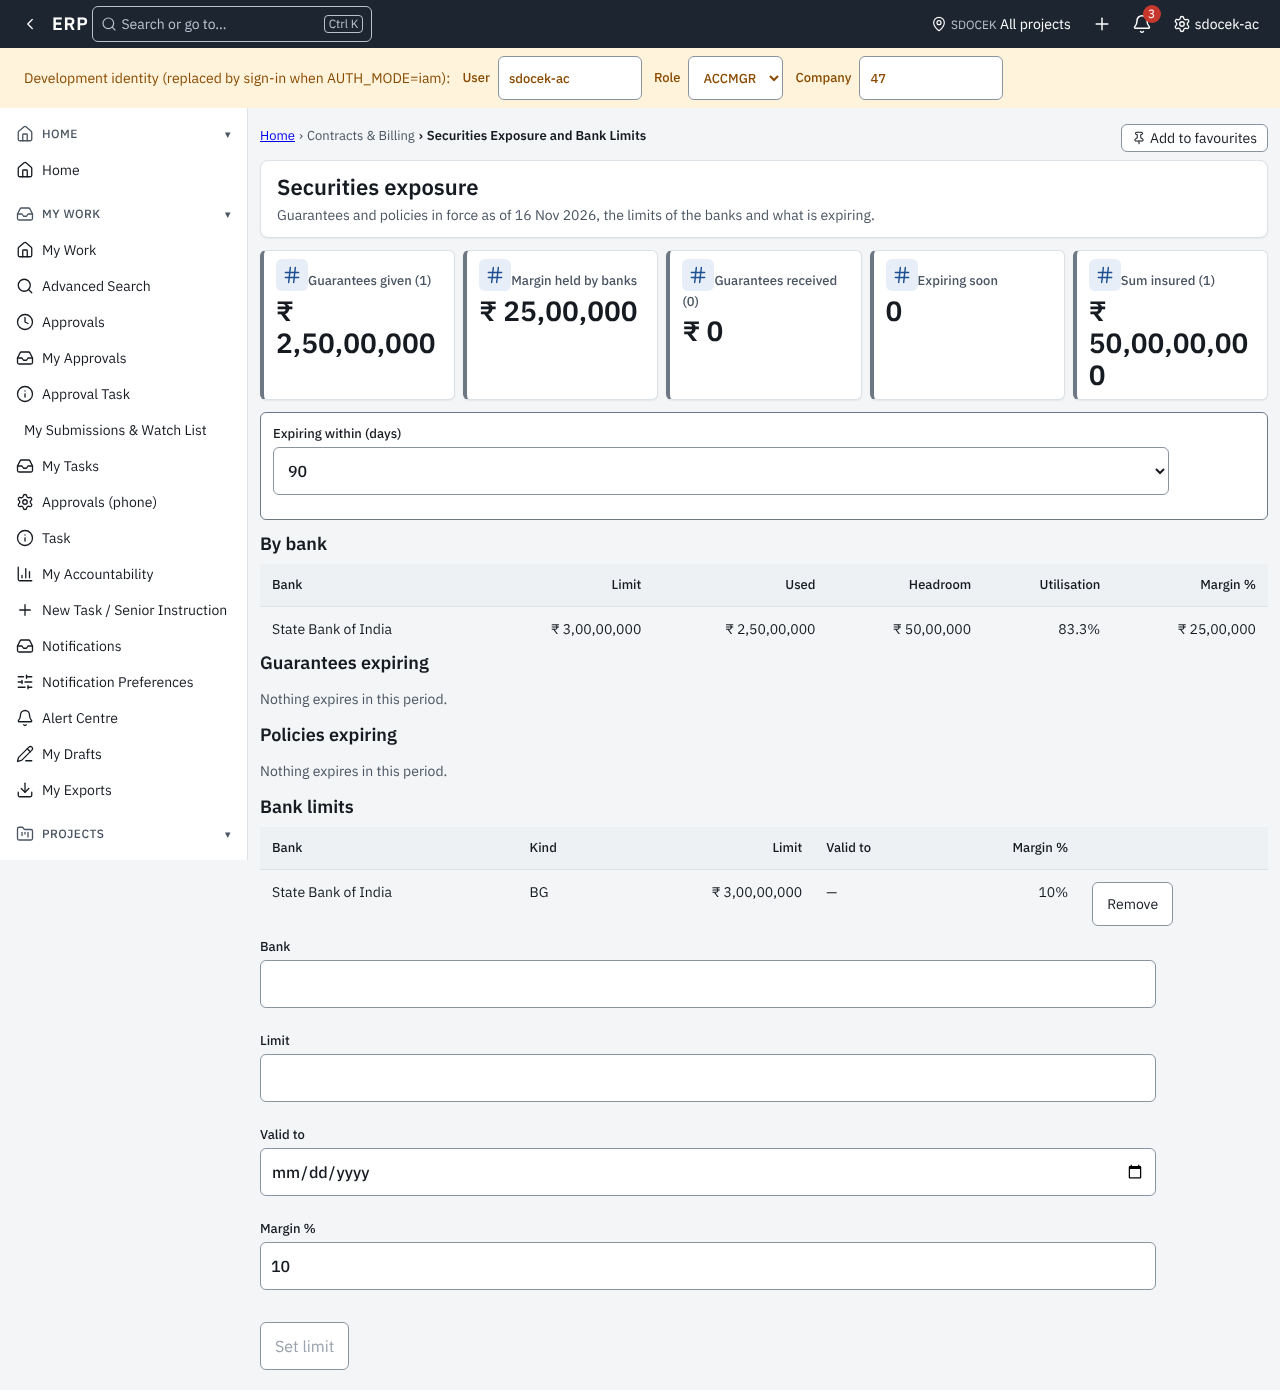 ERP
Search or go to...
Ctrl K
SDOCEK All projects
3
sdocek-ac
Development identity (replaced by sign-in when AUTH_MODE=iam):
User
sdocek-ac
Role
ACCMGR
Company
47
HOME
Home
MY WORK
My Work
Advanced Search
Approvals
My Approvals
Approval Task
My Submissions & Watch List
My Tasks
Approvals (phone)
Task
My Accountability
New Task / Senior Instruction
Notifications
Notification Preferences
Alert Centre
My Drafts
My Exports
PROJECTS
Home › Contracts & Billing › Securities Exposure and Bank Limits
Add to favourites
Securities exposure
Guarantees and policies in force as of 16 Nov 2026, the limits of the banks and what is expiring.
Guarantees given (1)
₹
2,50,00,000
Margin held by banks
₹ 25,00,000
Guarantees received
(0)
₹ 0
Expiring soon
0
Sum insured (1)
₹
50,00,00,00
0
Expiring within (days)
90
By bank
Bank Limit Used Headroom Utilisation Margin %
State Bank of India ₹ 3,00,00,000 ₹ 2,50,00,000 ₹ 50,00,000 83.3% ₹ 25,00,000
Guarantees expiring
Nothing expires in this period.
Policies expiring
Nothing expires in this period.
Bank limits
Bank Kind Limit Valid to Margin %
State Bank of India BG ₹ 3,00,00,000 — 10% Remove
Bank
Limit
Valid to
mm/dd/yyyy
Margin %
10
Set limit